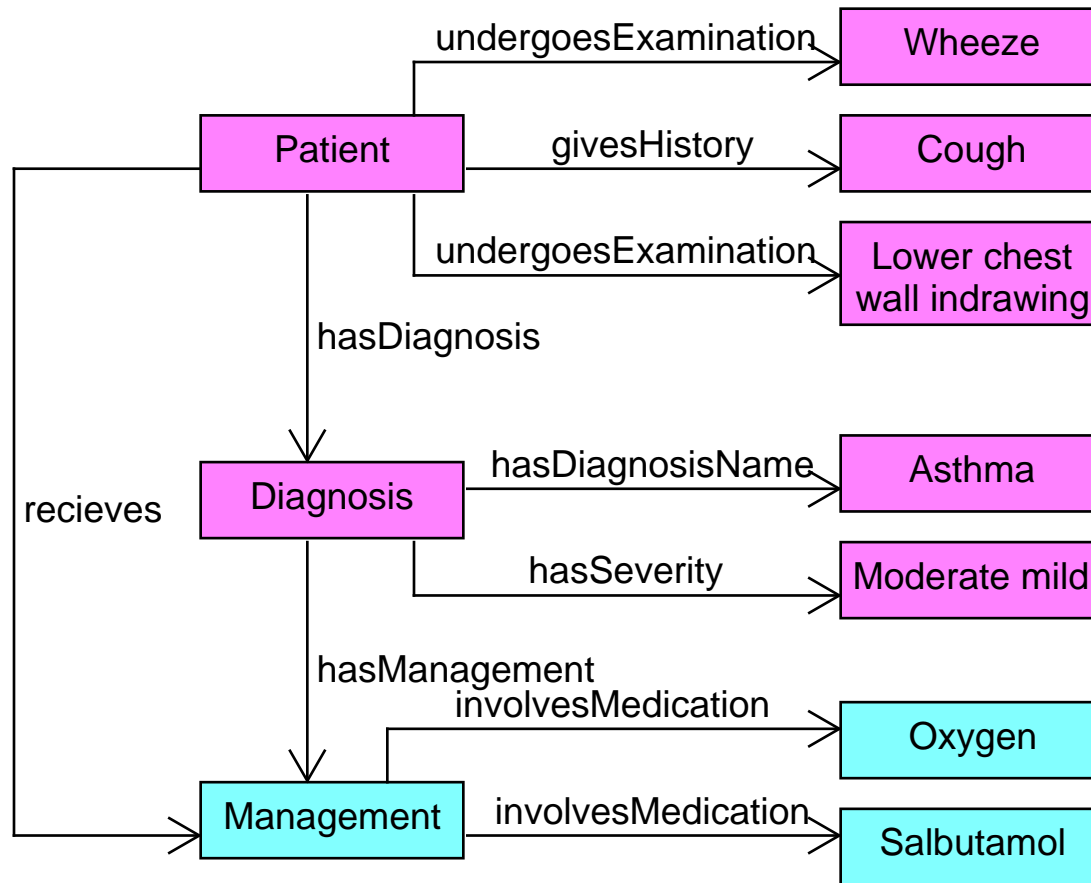 undergoesExamination
Wheeze
Patient
givesHistory
Cough
undergoesExamination
Lower chest
wall indrawing
hasDiagnosis
hasDiagnosisName
Asthma
Diagnosis
recieves
hasSeverity
Moderate mild
hasManagement
involvesMedication
Oxygen
Management
involvesMedication
Salbutamol